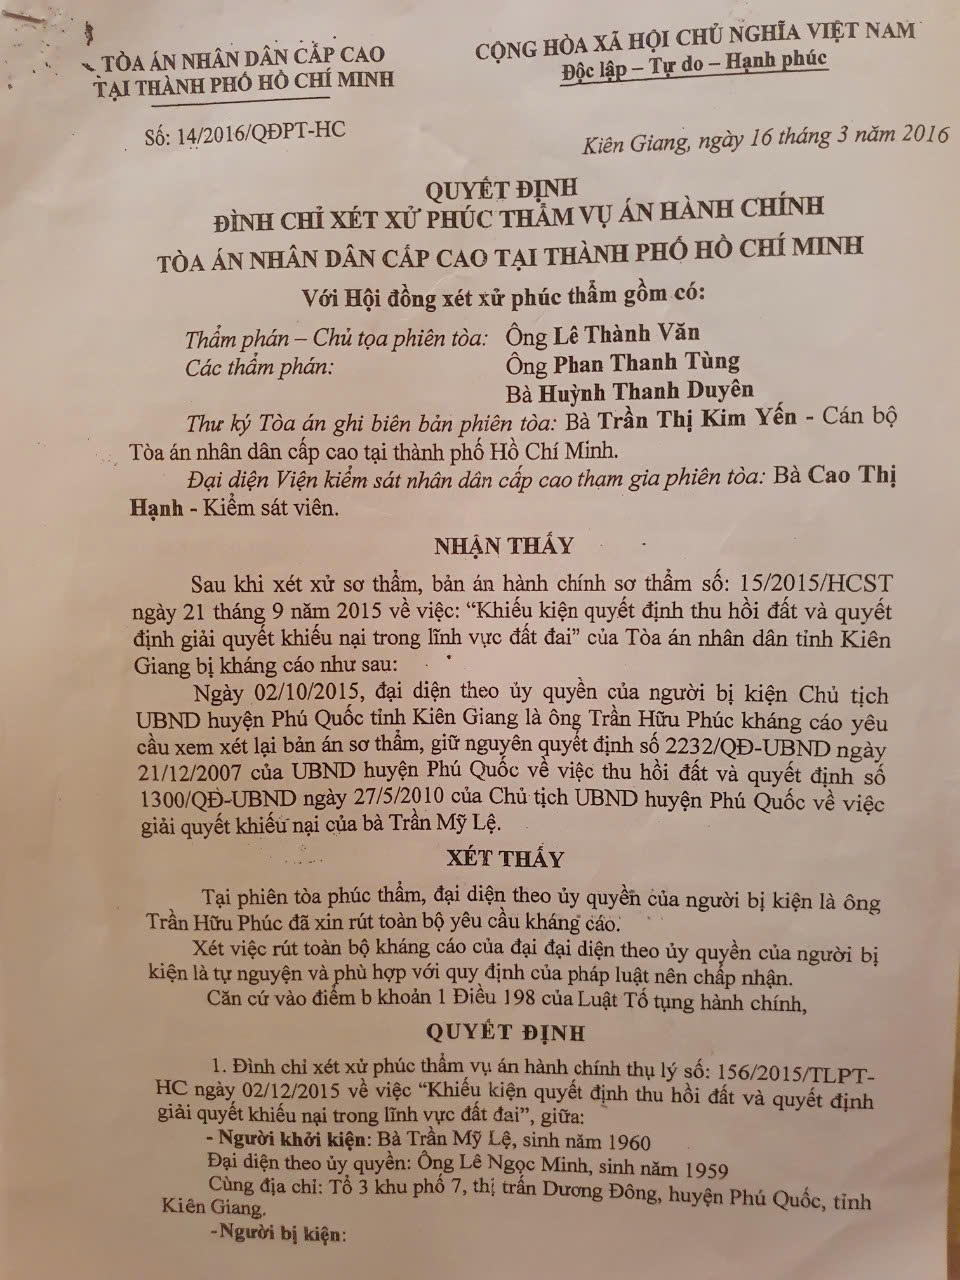 TÒA ÁN NHÂN DÂN CẤP CAO
TẠI THÀNH PHỐ HỒ CHÍ MINH
Số: 14/2016/QĐPT-HC
CỘNG HÒA XÃ HỘI CHỦ NGHĨA VIỆT NAM
Độc lập – Tự do – Hạnh phúc
Kiên Giang, ngày 16 tháng 3 năm 2016
QUYẾT ĐỊNH
ĐÌNH CHỈ XÉT XỬ PHÚC THẨM VỤ ÁN HÀNH CHÍNH
TÒA ÁN NHÂN DÂN CẤP CAO TẠI THÀNH PHỐ HỒ CHÍ MINH
Với Hội đồng xét xử phúc thẩm gồm có:
Thẩm phán – Chủ tọa phiên tòa: Ông Lê Thành Văn
Các thẩm phán: Ông Phan Thanh Tùng
Bà Huỳnh Thanh Duyên
Thư ký Tòa án ghi biên bản phiên tòa: Bà Trần Thị Kim Yến - Cán bộ
Tòa án nhân dân cấp cao tại thành phố Hồ Chí Minh.
Đại diện Viện kiểm sát nhân dân cấp cao tham gia phiên tòa: Bà Cao Thị
Hạnh - Kiểm sát viên.
NHẬN THẤY
Sau khi xét xử sơ thẩm, bản án hành chính sơ thẩm số: 15/2015/HCST
ngày 21 tháng 9 năm 2015 về việc: “Khiếu kiện quyết định thu hồi đất và quyết
định giải quyết khiếu nại trong lĩnh vực đất đai” của Tòa án nhân dân tỉnh Kiên
Giang bị kháng cáo như sau:
Ngày 02/10/2015, đại diện theo ủy quyền của người bị kiện Chủ tịch
UBND huyện Phú Quốc tỉnh Kiên Giang là ông Trần Hữu Phúc kháng cáo yêu
cầu xem xét lại bản án sơ thẩm, giữ nguyên quyết định số 2232/QĐ-UBND ngày
21/12/2007 của UBND huyện Phú Quốc về việc thu hồi đất và quyết định số
1300/QĐ-UBND ngày 27/5/2010 của Chủ tịch UBND huyện Phú Quốc về việc
giải quyết khiếu nại của bà Trần Mỹ Lệ.
XÉT THẤY
Tại phiên tòa phúc thẩm, đại diện theo ủy quyền của người bị kiện là ông
Trần Hữu Phúc đã xin rút toàn bộ yêu cầu kháng cáo.
Xét việc rút toàn bộ kháng cáo của đại đại diện theo ủy quyền của người bị
kiện là tự nguyện và phù hợp với quy định của pháp luật nên chấp nhận.
Căn cứ vào điểm b khoản 1 Điều 198 của Luật Tố tụng hành chính,
QUYẾT ĐỊNH
1. Đình chỉ xét xử phúc thẩm vụ án hành chính thụ lý số: 156/2015/TLPT-
HC ngày 02/12/2015 về việc “Khiếu kiện quyết định thu hồi đất và quyết định
giải quyết khiếu nại trong lĩnh vực đất đai”, giữa:
- Người khởi kiện: Bà Trần Mỹ Lệ, sinh năm 1960
Đại diện theo ủy quyền: Ông Lê Ngọc Minh, sinh năm 1959
Cùng địa chỉ: Tổ 3 khu phố 7, thị trấn Dương Đông, huyện Phú Quốc, tỉnh
Kiên Giang.
-Người bị kiện: